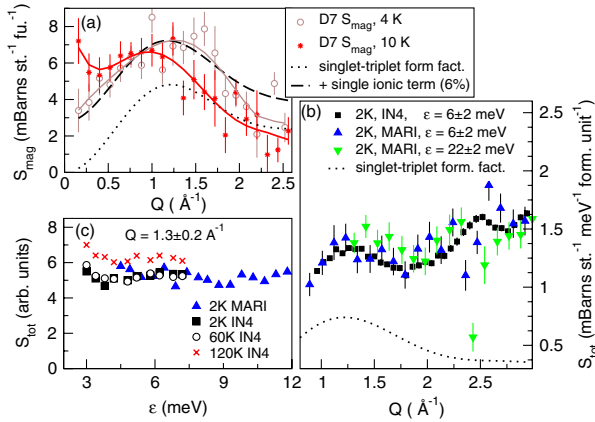 (a)
D7 S_mag, 4 K
D7 S_mag, 10 K
singlet-triplet form fact.
+ single ionic term (6%)
S_mag (mBarns st.⁻¹ fu.⁻¹)
8
6
4
2
0
0 0.5 1 1.5 2 2.5
Q ( Å⁻¹)
(b)
2K, IN4, ε = 6±2 meV
2K, MARI, ε = 6±2 meV
2K, MARI, ε = 22±2 meV
singlet-triplet form. fact.
2.5
2
1.5
1
0.5
S_tot (mBarns st.⁻¹ meV⁻¹ form. unit⁻¹)
1 1.5 2 2.5
Q ( Å⁻¹)
(c)
Q = 1.3±0.2 A⁻¹
2K MARI
2K IN4
60K IN4
120K IN4
S_tot (arb. units)
8
6
4
2
0
0 3 6 9 12
ε (meV)